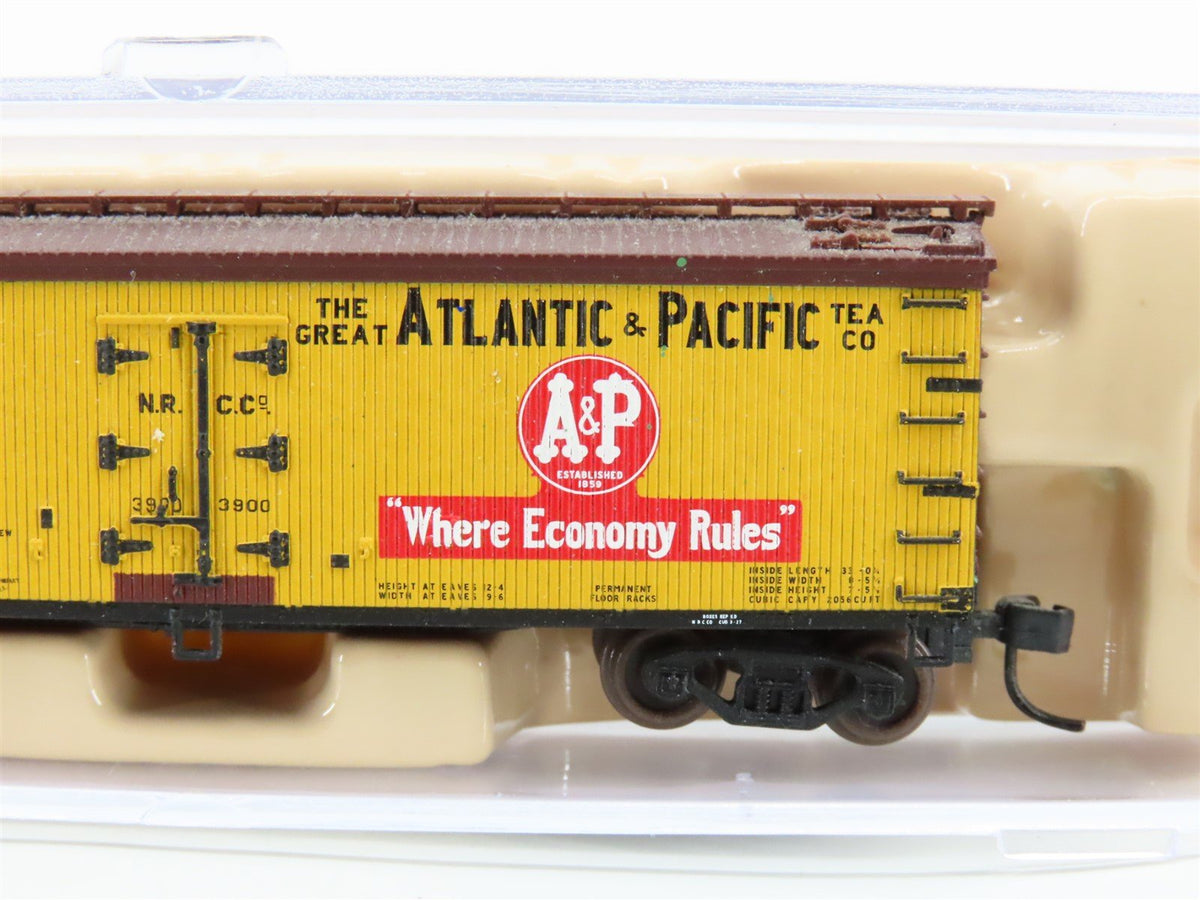 THE GREAT ATLANTIC & PACIFIC TEA CO
A&P
ESTABLISHED
1859
"Where Economy Rules"
N.R. C.Co.
3900 3900
HEIGHT AT EAVES 12-4
WIDTH AT EAVES 9-6
PERMANENT
FLOOR RACKS
INSIDE LENGTH 33-0¼
INSIDE WIDTH 8-5¼
INSIDE HEIGHT 7-5¼
CUBIC CAPY 2056 CU FT